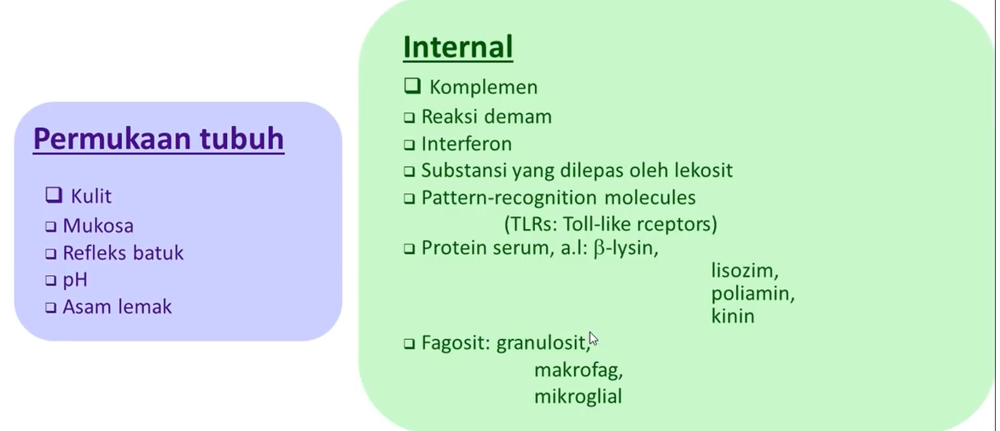 Permukaan tubuh
Kulit
Mukosa
Refleks batuk
pH
Asam lemak
Internal
Komplemen
Reaksi demam
Interferon
Substansi yang dilepas oleh lekosit
Pattern-recognition molecules
(TLRs: Toll-like rceptors)
Protein serum, a.l: β-lysin,
lisozim,
poliamin,
kinin
Fagosit: granulosit,
makrofag,
mikroglial